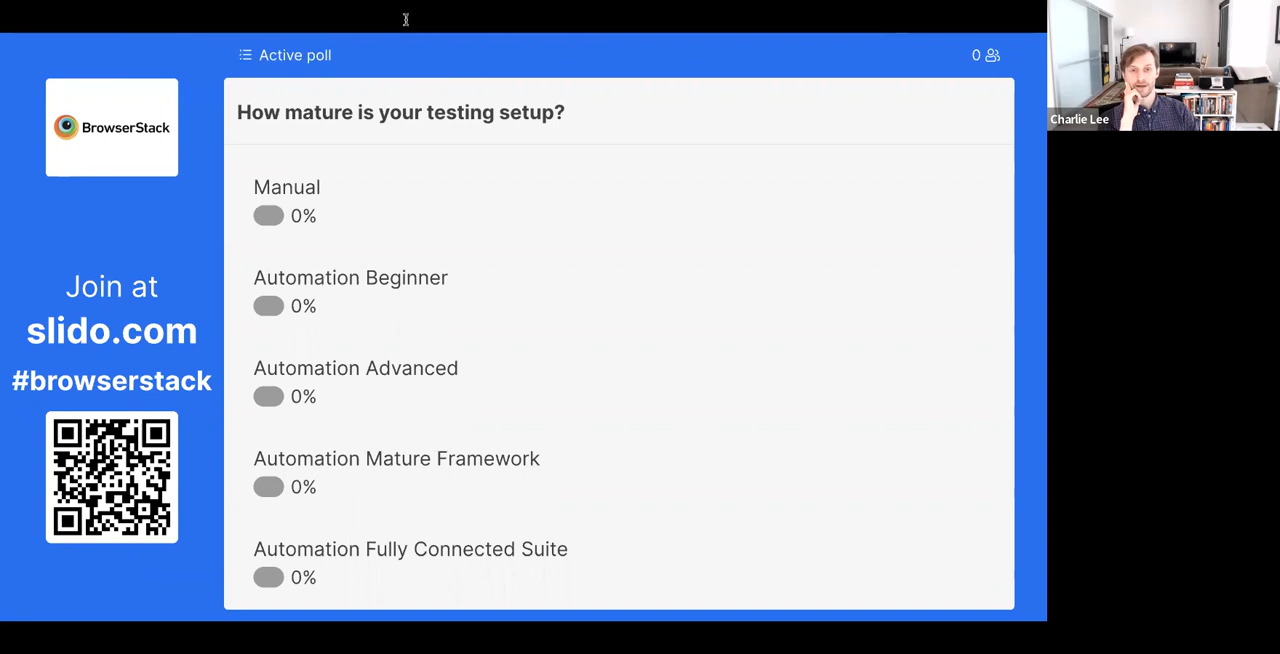 Active poll
0
BrowserStack
How mature is your testing setup?
Manual
0%
Automation Beginner
0%
Automation Advanced
0%
Automation Mature Framework
0%
Automation Fully Connected Suite
0%
Join at
slido.com
#browserstack
Charlie Lee